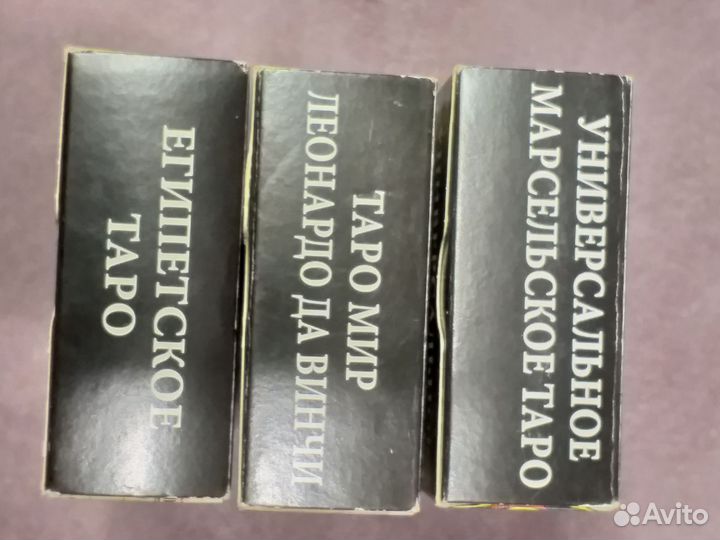 ЕГИПЕТСКОЕ
ТАРО
ТАРО МИР
ЛЕОНАРДО ДА ВИНЧИ
УНИВЕРСАЛЬНОЕ
МАРСЕЛЬСКОЕ ТАРО
Avito